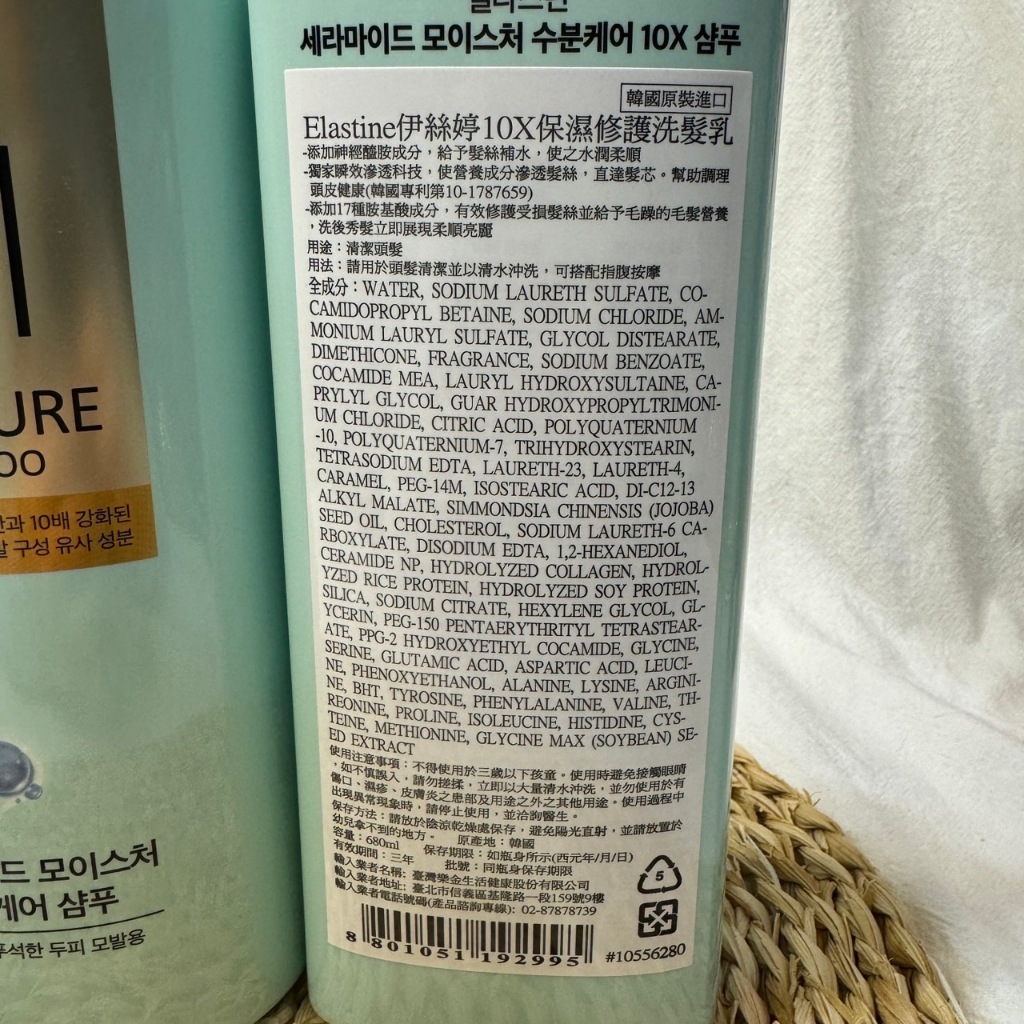 URE
OO
과 10배 강화된
구성 유사 성분
드 모이스처
케어 샴푸
푸석한 두피 모발용
세라마이드 모이스처 수분케어 10X 샴푸
韓國原裝進口
Elastine伊絲婷10X保濕修護洗髮乳
-添加神經醯胺成分，給予髮絲補水，使之水潤柔順
-獨家瞬效滲透科技，使營養成分滲透髮絲，直達髮芯。幫助調理
頭皮健康(韓國專利第10-1787659)
-添加17種胺基酸成分，有效修護受損髮絲並給予毛躁的毛髮營養
，洗後秀髮立即展現柔順亮麗
用途：清潔頭髮
用法：請用於頭髮清潔並以清水沖洗，可搭配指腹按摩
全成分：WATER, SODIUM LAURETH SULFATE, CO-
CAMIDOPROPYL BETAINE, SODIUM CHLORIDE, AM-
MONIUM LAURYL SULFATE, GLYCOL DISTEARATE,
DIMETHICONE, FRAGRANCE, SODIUM BENZOATE,
COCAMIDE MEA, LAURYL HYDROXYSULTAINE, CA-
PRYLYL GLYCOL, GUAR HYDROXYPROPYLTRIMONI-
UM CHLORIDE, CITRIC ACID, POLYQUATERNIUM
-10, POLYQUATERNIUM-7, TRIHYDROXYSTEARIN,
TETRASODIUM EDTA, LAURETH-23, LAURETH-4,
CARAMEL, PEG-14M, ISOSTEARIC ACID, DI-C12-13
ALKYL MALATE, SIMMONDSIA CHINENSIS (JOJOBA)
SEED OIL, CHOLESTEROL, SODIUM LAURETH-6 CA-
RBOXYLATE, DISODIUM EDTA, 1,2-HEXANEDIOL,
CERAMIDE NP, HYDROLYZED COLLAGEN, HYDROL-
YZED RICE PROTEIN, HYDROLYZED SOY PROTEIN,
SILICA, SODIUM CITRATE, HEXYLENE GLYCOL, GL-
YCERIN, PEG-150 PENTAERYTHRITYL TETRASTEAR-
ATE, PPG-2 HYDROXYETHYL COCAMIDE, GLYCINE,
SERINE, GLUTAMIC ACID, ASPARTIC ACID, LEUCI-
NE, PHENOXYETHANOL, ALANINE, LYSINE, ARGINI-
NE, BHT, TYROSINE, PHENYLALANINE, VALINE, TH-
REONINE, PROLINE, ISOLEUCINE, HISTIDINE, CYS-
TEINE, METHIONINE, GLYCINE MAX (SOYBEAN) SE-
ED EXTRACT
使用注意事項：不得使用於三歲以下孩童。使用時避免接觸眼睛
，如不慎誤入，請勿搓揉，立即以大量清水沖洗，並勿使用於有
傷口、濕疹、皮膚炎之患部及用途之外之其他用途。使用過程中
出現異常現象時，請停止使用，並洽詢醫生。
保存方法：請放於陰涼乾燥處保存，避免陽光直射，並請放置於
幼兒拿不到的地方。 原產地：韓國
容量：680ml 保存期限：如瓶身所示(西元年/月/日)
有效期間：三年 批號：同瓶身保存期限
輸入業者名稱: 臺灣樂金生活健康股份有限公司
輸入業者地址: 臺北市信義區基隆路一段159號9樓
輸入業者電話號碼(產品諮詢專線): 02-87878739
5
8 801051 192995
#10556280